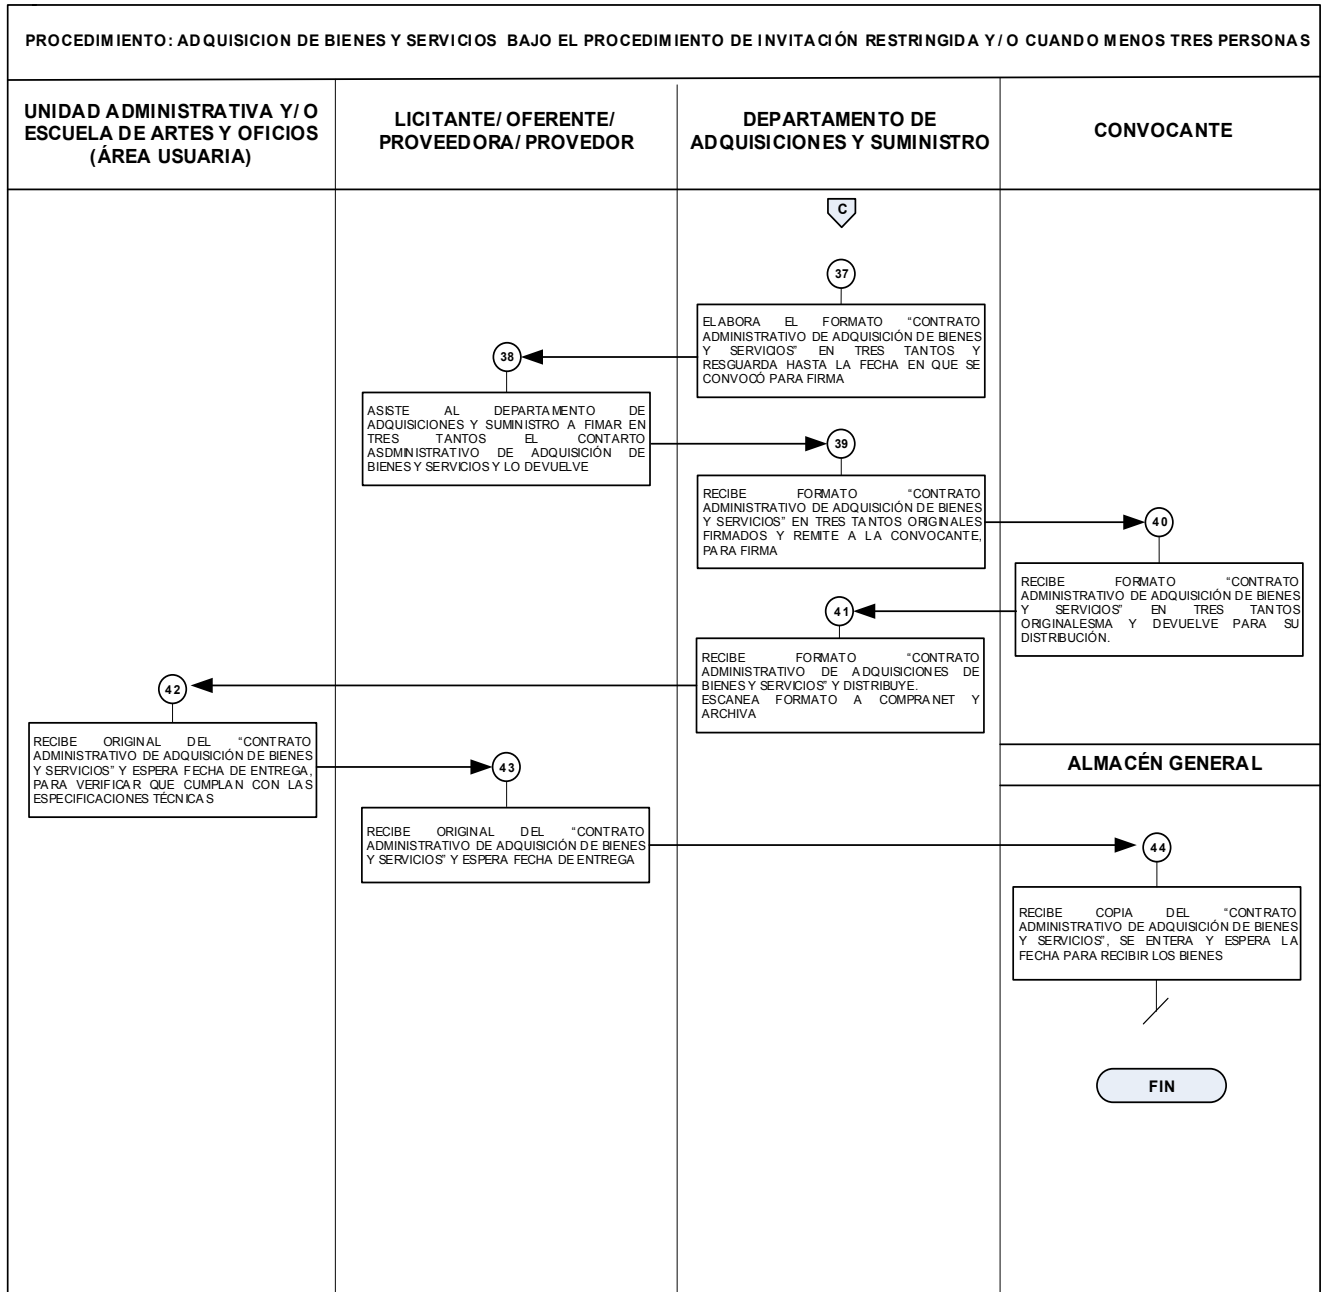 PROCEDIMIENTO: ADQUISICION DE BIENES Y SERVICIOS BAJO EL PROCEDIMIENTO DE INVITACIÓN RESTRINGIDA Y/O CUANDO MENOS TRES PERSONAS
UNIDAD ADMINISTRATIVA Y/O
ESCUELA DE ARTES Y OFICIOS
(ÁREA USUARIA)
LICITANTE/ OFERENTE/
PROVEEDORA/ PROVEDOR
DEPARTAMENTO DE
ADQUISICIONES Y SUMINISTRO
CONVOCANTE
C
37
ELABORA EL FORMATO “CONTRATO
ADMINISTRATIVO DE ADQUISICIÓN DE BIENES
Y SERVICIOS” EN TRES TANTOS Y
RESGUARDA HASTA LA FECHA EN QUE SE
CONVOCÓ PARA FIRMA
38
ASISTE AL DEPARTAMENTO DE
ADQUISICIONES Y SUMINISTRO A FIMAR EN
TRES TANTOS EL CONTARTO
ASDMINISTRATIVO DE ADQUISICIÓN DE
BIENES Y SERVICIOS Y LO DEVUELVE
39
RECIBE FORMATO “CONTRATO
ADMINISTRATIVO DE ADQUISICIÓN DE BIENES
Y SERVICIOS” EN TRES TANTOS ORIGINALES
FIRMADOS Y REMITE A LA CONVOCANTE,
PARA FIRMA
40
RECIBE FORMATO “CONTRATO
ADMINISTRATIVO DE ADQUISICIÓN DE BIENES
Y SERVICIOS” EN TRES TANTOS
ORIGINALESMA Y DEVUELVE PARA SU
DISTRIBUCIÓN.
41
RECIBE FORMATO “CONTRATO
ADMINISTRATIVO DE ADQUISICIONES DE
BIENES Y SERVICIOS” Y DISTRIBUYE.
ESCANEA FORMATO A COMPRANET Y
ARCHIVA
42
RECIBE ORIGINAL DEL “CONTRATO
ADMINISTRATIVO DE ADQUISICIÓN DE BIENES
Y SERVICIOS” Y ESPERA FECHA DE ENTREGA,
PARA VERIFICAR QUE CUMPLAN CON LAS
ESPECIFICACIONES TÉCNICAS
43
RECIBE ORIGINAL DEL “CONTRATO
ADMINISTRATIVO DE ADQUISICIÓN DE BIENES
Y SERVICIOS” Y ESPERA FECHA DE ENTREGA
ALMACÉN GENERAL
44
RECIBE COPIA DEL “CONTRATO
ADMINISTRATIVO DE ADQUISICIÓN DE BIENES
Y SERVICIOS”, SE ENTERA Y ESPERA LA
FECHA PARA RECIBIR LOS BIENES
FIN